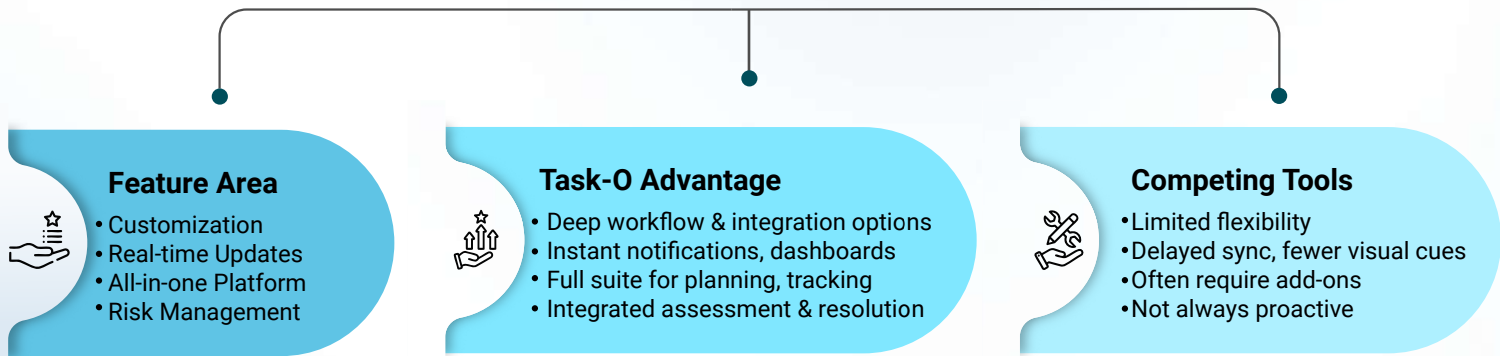 Feature Area
• Customization
• Real-time Updates
• All-in-one Platform
• Risk Management
Task-O Advantage
• Deep workflow & integration options
• Instant notifications, dashboards
• Full suite for planning, tracking
• Integrated assessment & resolution
Competing Tools
•Limited flexibility
•Delayed sync, fewer visual cues
•Often require add-ons
•Not always proactive